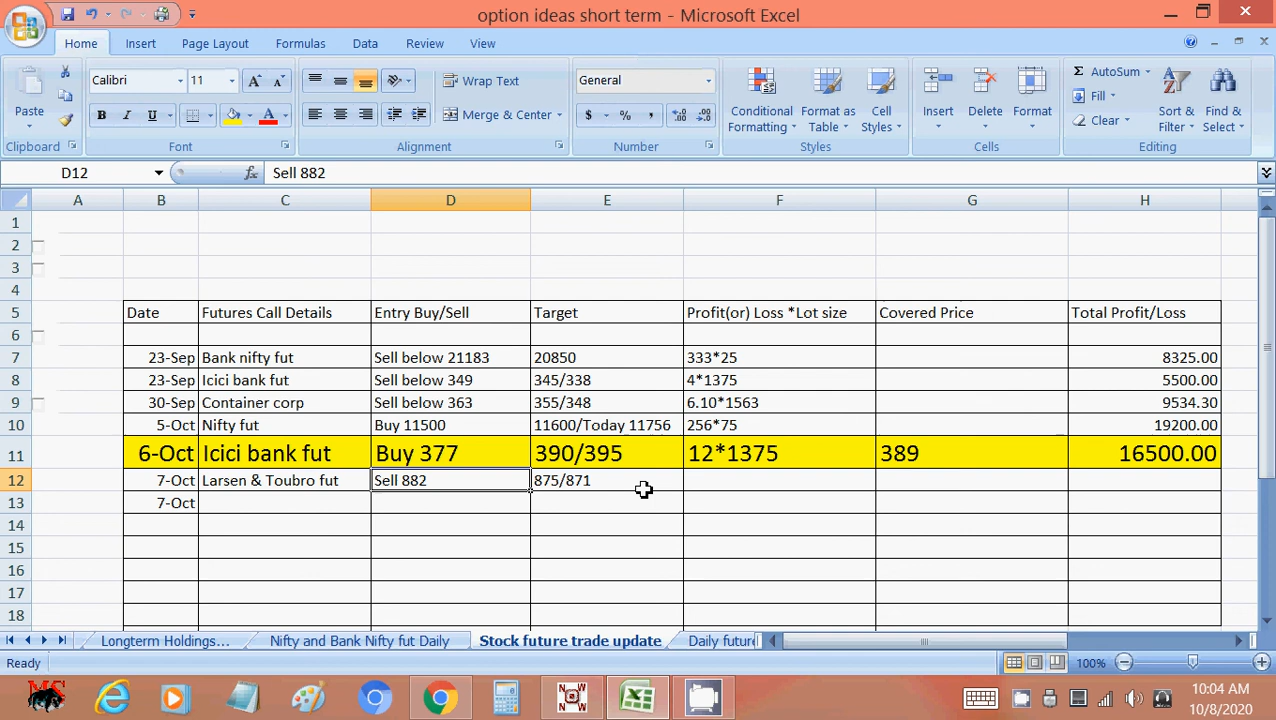 option ideas short term - Microsoft Excel
Home Insert Page Layout Formulas Data Review View
Paste
Calibri 11
B I U A
Wrap Text
Merge & Center
General
$ % ,
Conditional Formatting
Format as Table
Cell Styles
Insert Delete Format
Σ AutoSum
Fill
Clear
Sort & Filter
Find & Select
Clipboard Font Alignment Number Styles Cells Editing
D12 fx Sell 882
A B C D E F G H
1
2
3
4
5 Date Futures Call Details Entry Buy/Sell Target Profit(or) Loss *Lot size Covered Price Total Profit/Loss
6
7 23-Sep Bank nifty fut Sell below 21183 20850 333*25 8325.00
8 23-Sep Icici bank fut Sell below 349 345/338 4*1375 5500.00
9 30-Sep Container corp Sell below 363 355/348 6.10*1563 9534.30
10 5-Oct Nifty fut Buy 11500 11600/Today 11756 256*75 19200.00
11 6-Oct Icici bank fut Buy 377 390/395 12*1375 389 16500.00
12 7-Oct Larsen & Toubro fut Sell 882 875/871
13 7-Oct
14
15
16
17
18
Longterm Holdings... Nifty and Bank Nifty fut Daily Stock future trade update Daily future
Ready 100%
10:04 AM
10/8/2020